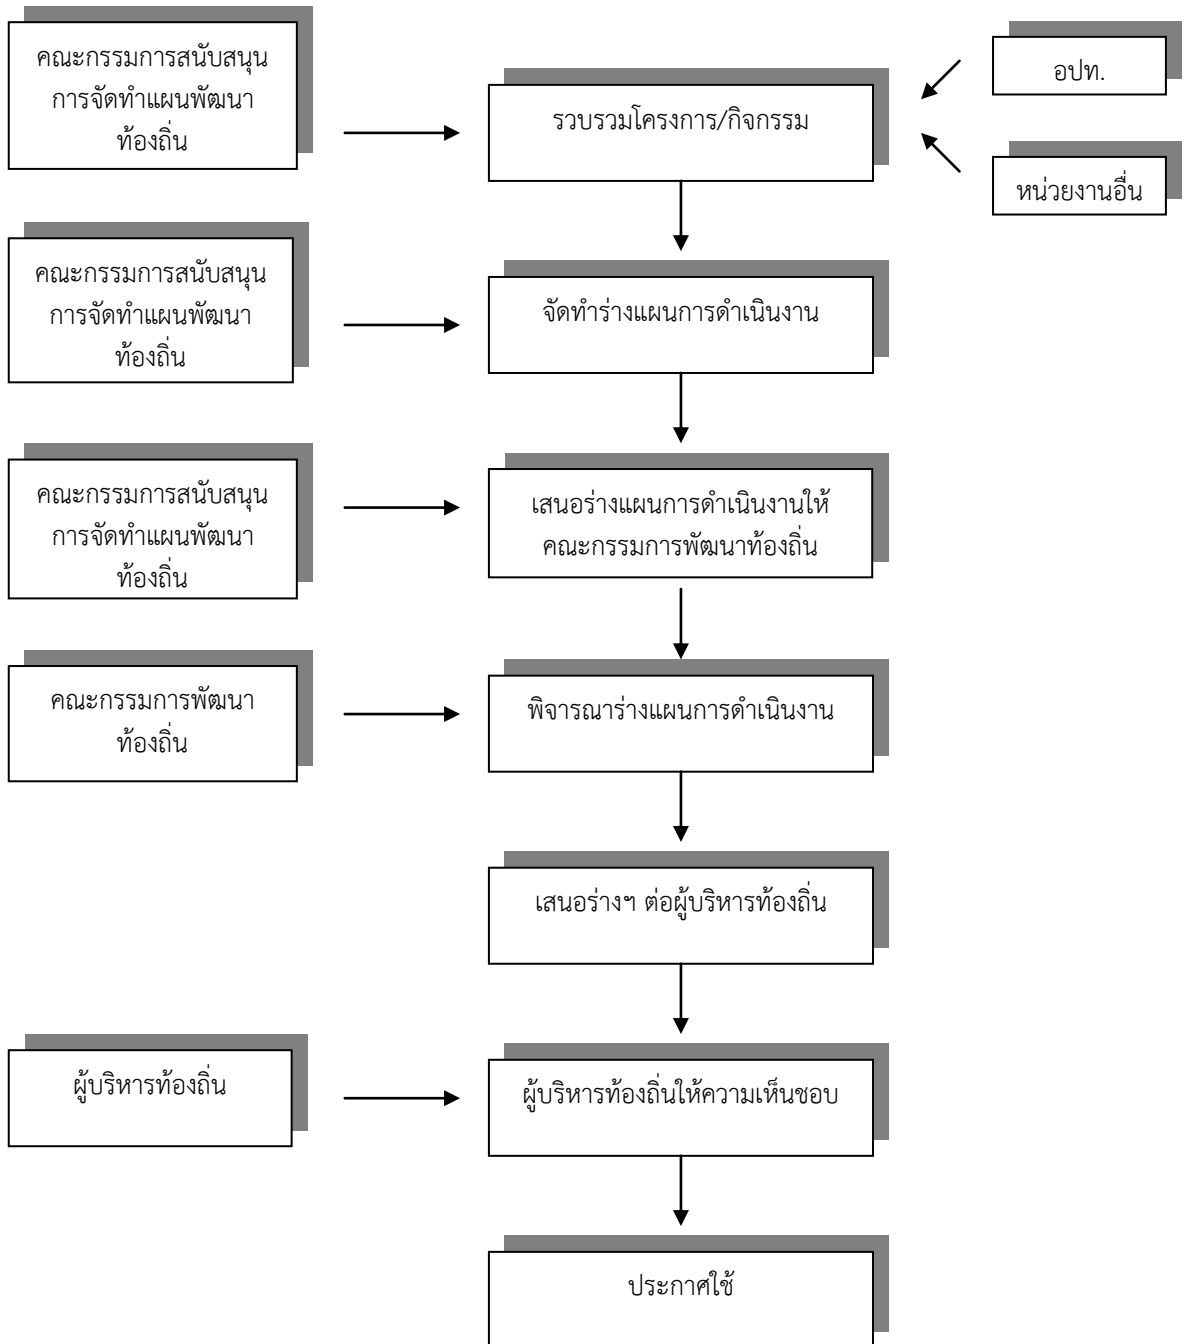 คณะกรรมการสนับสนุน
การจัดทำแผนพัฒนา
ท้องถิ่น
รวบรวมโครงการ/กิจกรรม
อปท.
หน่วยงานอื่น
คณะกรรมการสนับสนุน
การจัดทำแผนพัฒนา
ท้องถิ่น
จัดทำร่างแผนการดำเนินงาน
คณะกรรมการสนับสนุน
การจัดทำแผนพัฒนา
ท้องถิ่น
เสนอร่างแผนการดำเนินงานให้
คณะกรรมการพัฒนาท้องถิ่น
คณะกรรมการพัฒนา
ท้องถิ่น
พิจารณาร่างแผนการดำเนินงาน
เสนอร่างฯ ต่อผู้บริหารท้องถิ่น
ผู้บริหารท้องถิ่น
ผู้บริหารท้องถิ่นให้ความเห็นชอบ
ประกาศใช้